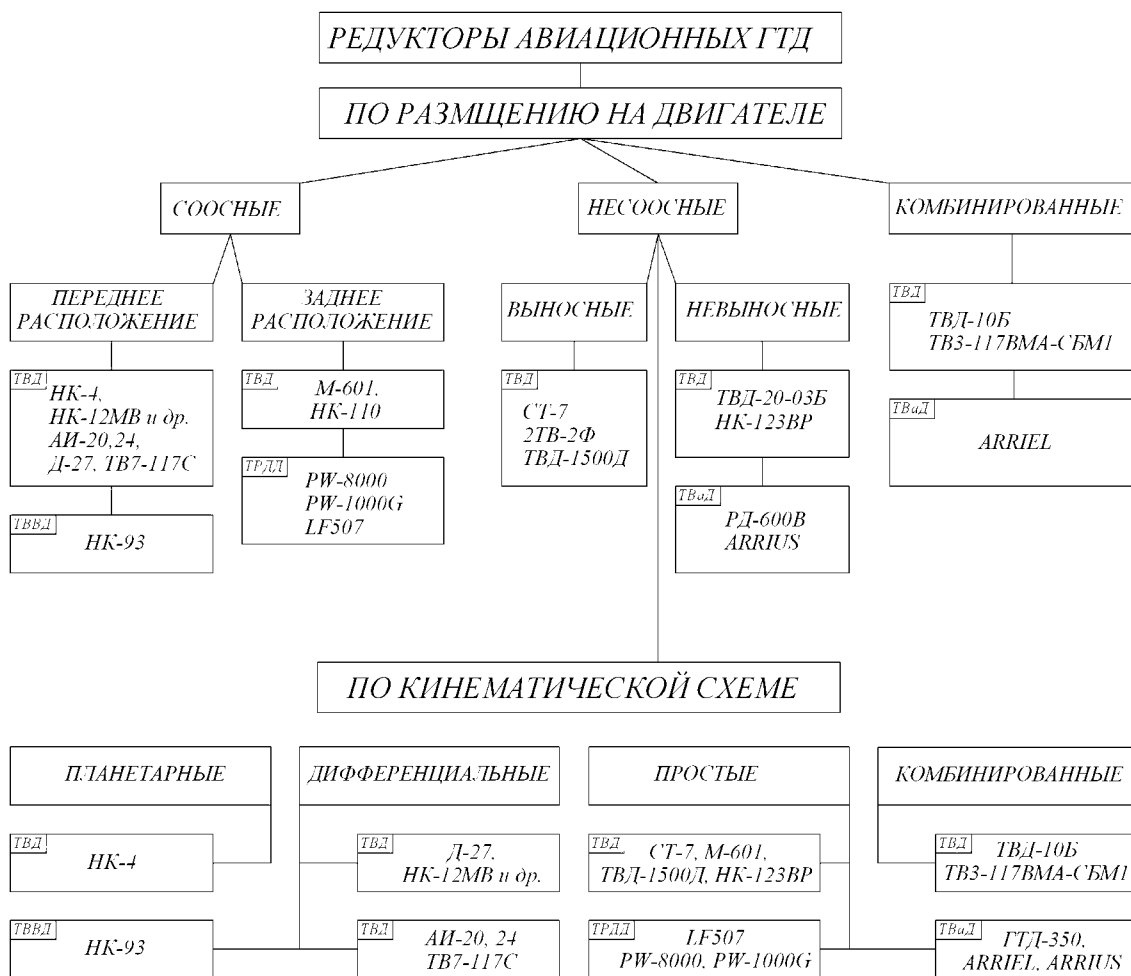 РЕДУКТОРЫ АВИАЦИОННЫХ ГТД
ПО РАЗМЩЕНИЮ НА ДВИГАТЕЛЕ
СООСНЫЕ
НЕСООСНЫЕ
КОМБИНИРОВАННЫЕ
ПЕРЕДНЕЕ
РАСПОЛОЖЕНИЕ
ЗАДНЕЕ
РАСПОЛОЖЕНИЕ
ВЫНОСНЫЕ
НЕВЫНОСНЫЕ
ТВД
ТВД-10Б
ТВ3-117ВМА-СБМ1
ТВД
НК-4,
НК-12МВ и др.
АИ-20,24,
Д-27, ТВ7-117С
ТВД
М-601,
НК-110
ТВД
СТ-7
2ТВ-2Ф
ТВД-1500Д
ТВД
ТВД-20-03Б
НК-123ВР
ТВаД
ARRIEL
ТРДД
PW-8000
PW-1000G
LF507
ТВВД
НК-93
ТВаД
РД-600В
ARRIUS
ПО КИНЕМАТИЧЕСКОЙ СХЕМЕ
ПЛАНЕТАРНЫЕ
ДИФФЕРЕНЦИАЛЬНЫЕ
ПРОСТЫЕ
КОМБИНИРОВАННЫЕ
ТВД
НК-4
ТВД
Д-27,
НК-12МВ и др.
ТВД
СТ-7, М-601,
ТВД-1500Д, НК-123ВР
ТВД
ТВД-10Б
ТВ3-117ВМА-СБМ1
ТВВД
НК-93
ТВД
АИ-20, 24
ТВ7-117С
ТРДД
LF507
PW-8000, PW-1000G
ТВаД
ГТД-350,
ARRIEL, ARRIUS